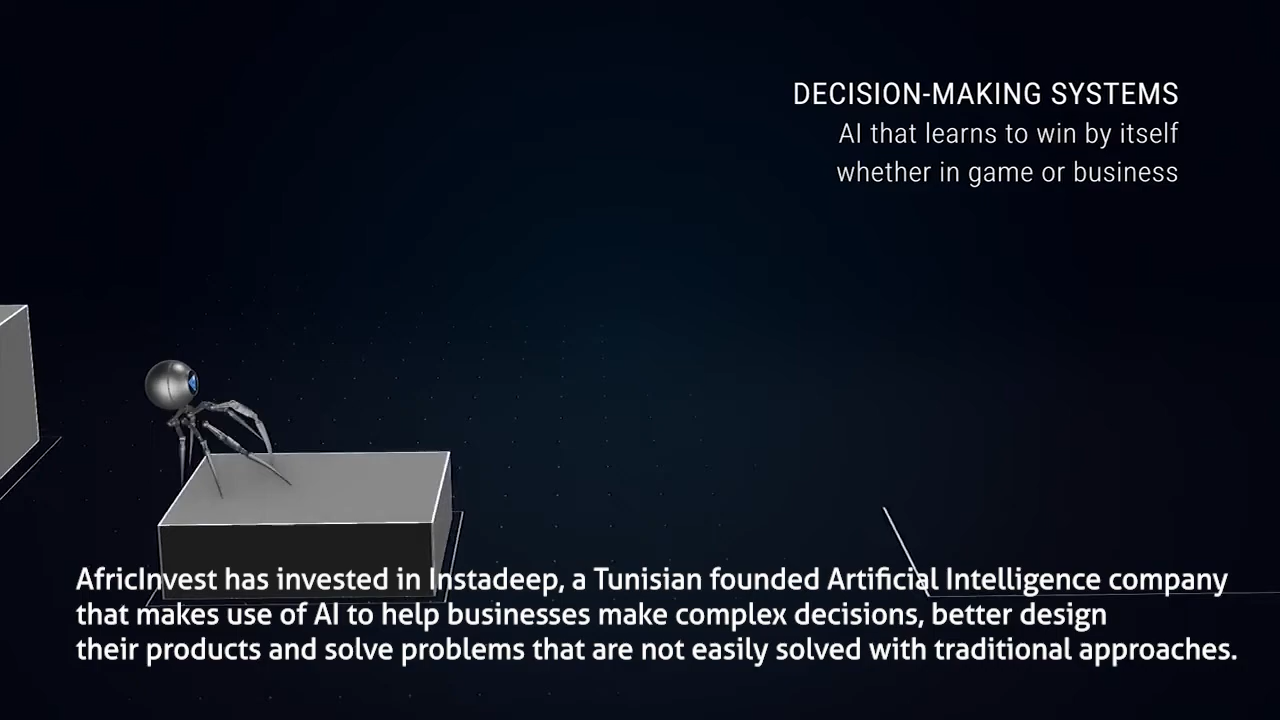 DECISION-MAKING SYSTEMS
AI that learns to win by itself
whether in game or business
AfricInvest has invested in Instadeep, a Tunisian founded Artificial Intelligence company
that makes use of AI to help businesses make complex decisions, better design
their products and solve problems that are not easily solved with traditional approaches.